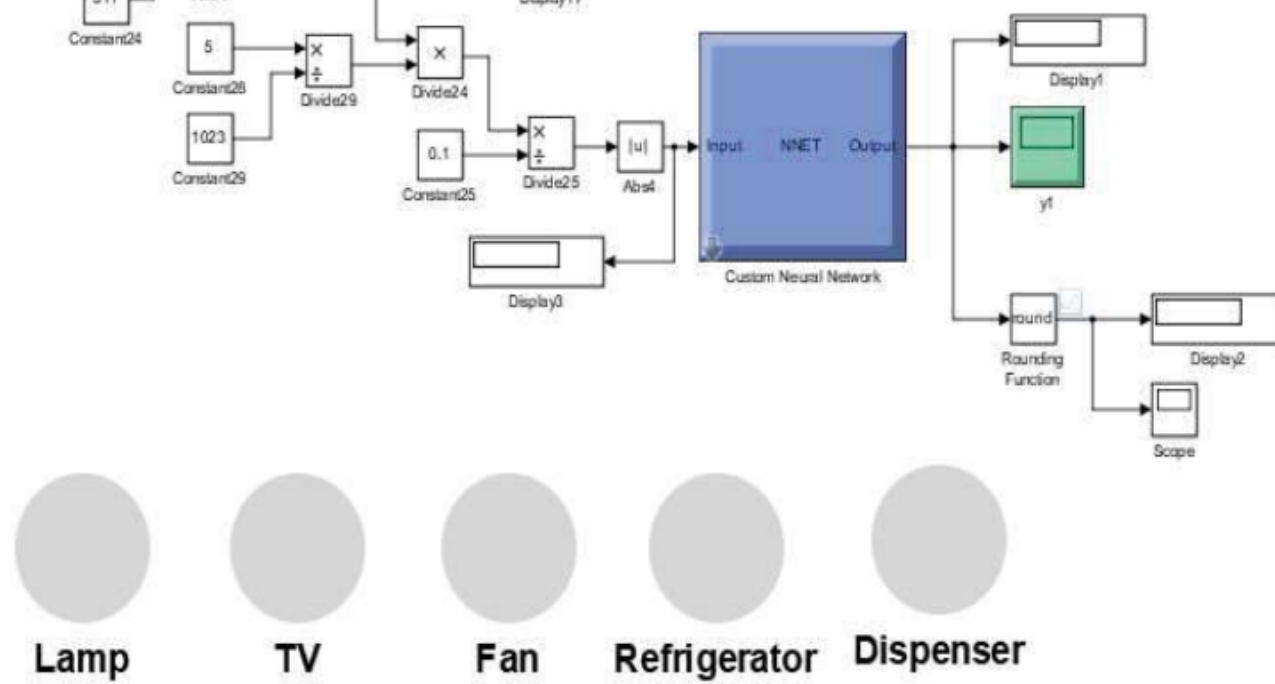 Constant24
5
Constant28
×
÷
Divide29
×
Divide24
1023
Constant29
0.1
Constant25
×
÷
Divide25
|u|
Abs4
Input
NNET
Output
Custom Neural Network
Display1
y1
Display3
round
Rounding
Function
Display2
Scope
Lamp
TV
Fan
Refrigerator
Dispenser